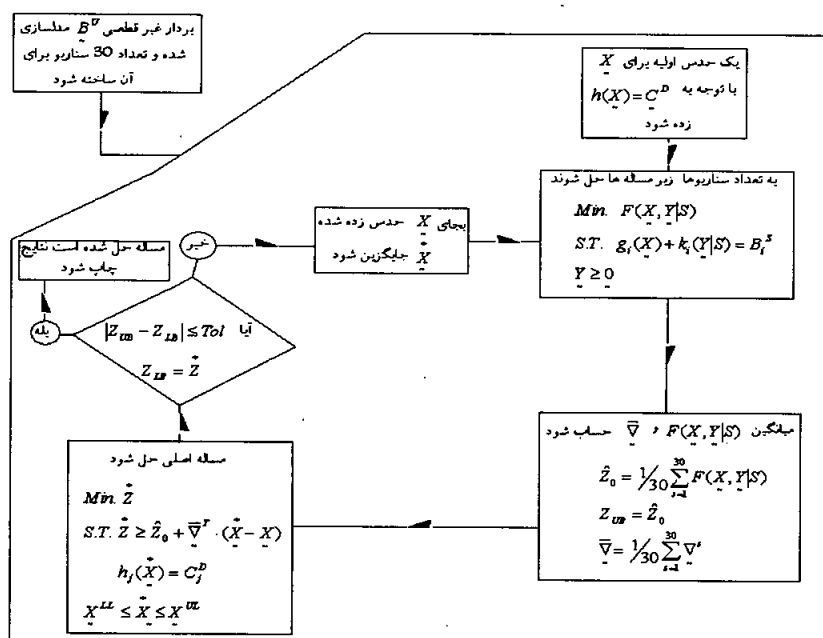 بردار غیر قطعی B^U مدلسازی
شده و تعداد 30 سناریو برای
آن ساخته شود
یک حدس اولیه برای X
با توجه به h(X)=C^D
زده شود
به تعداد سناریوها زیر مساله ها حل شوند
Min. F(X,Y|S)
S.T. g_i(X)+k_i(Y|S)=B_i^S
Y ≥ 0
میانگین F(X,Y|S) و ∇̅ حساب شود
Ẑ_0 = 1/30 Σ_{s=1}^{30} F(X,Y|S)
Z_UB = Ẑ_0
∇̅ = 1/30 Σ_{s=1}^{30} ∇^s
مساله اصلی حل شود
Min. Z^*
S.T. Z^* ≥ Ẑ_0 + ∇̅^T · (X^* - X)
h_j(X^*) = C_j^D
X^LL ≤ X^* ≤ X^UL
آیا |Z_UB - Z_LB| ≤ Tol
Z_LB = Z^*
بله
مساله حل شده است نتایج
چاپ شود
خیر
بجای X حدس زده شده
X^* جایگزین شود